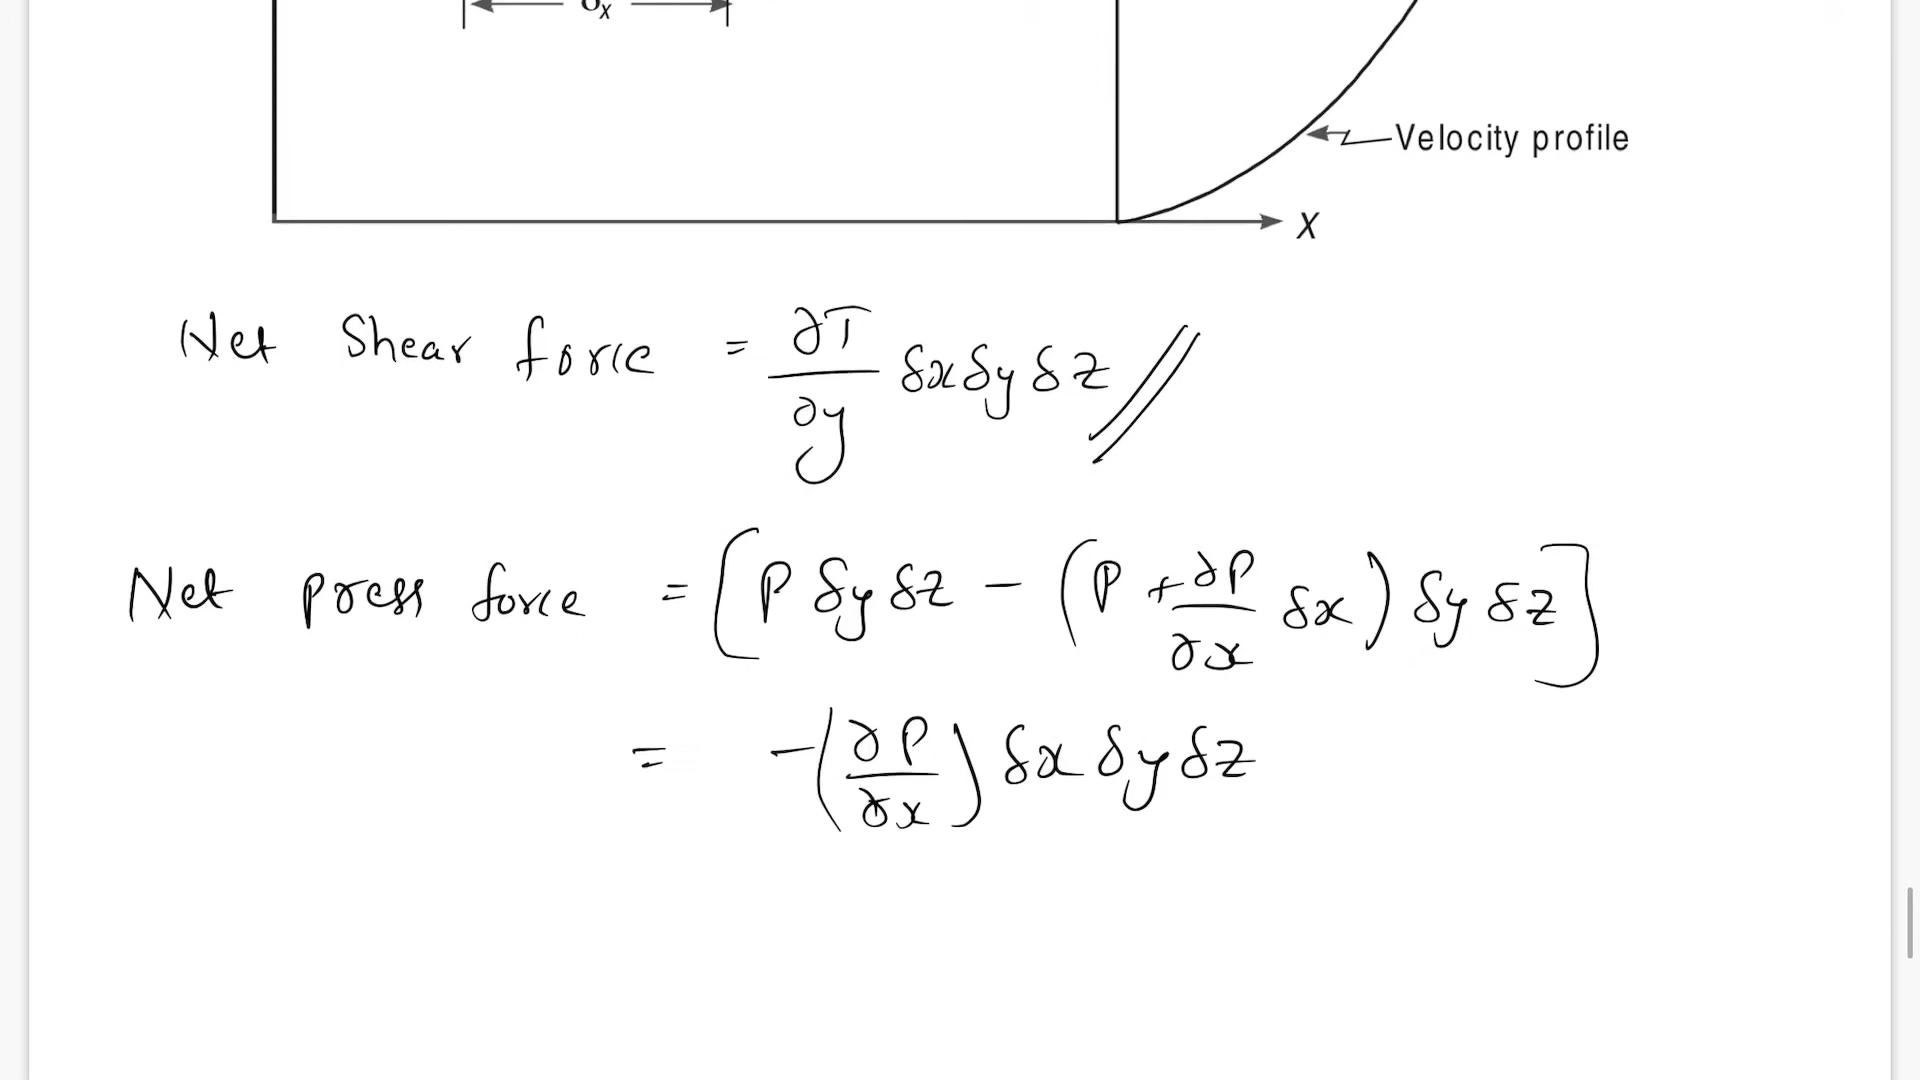 δx
Velocity profile
X
Net Shear force = ∂τ/∂y δx δy δz //
Net press force = [P δy δz − (P + ∂P/∂x δx) δy δz]
= −(∂P/∂x) δx δy δz